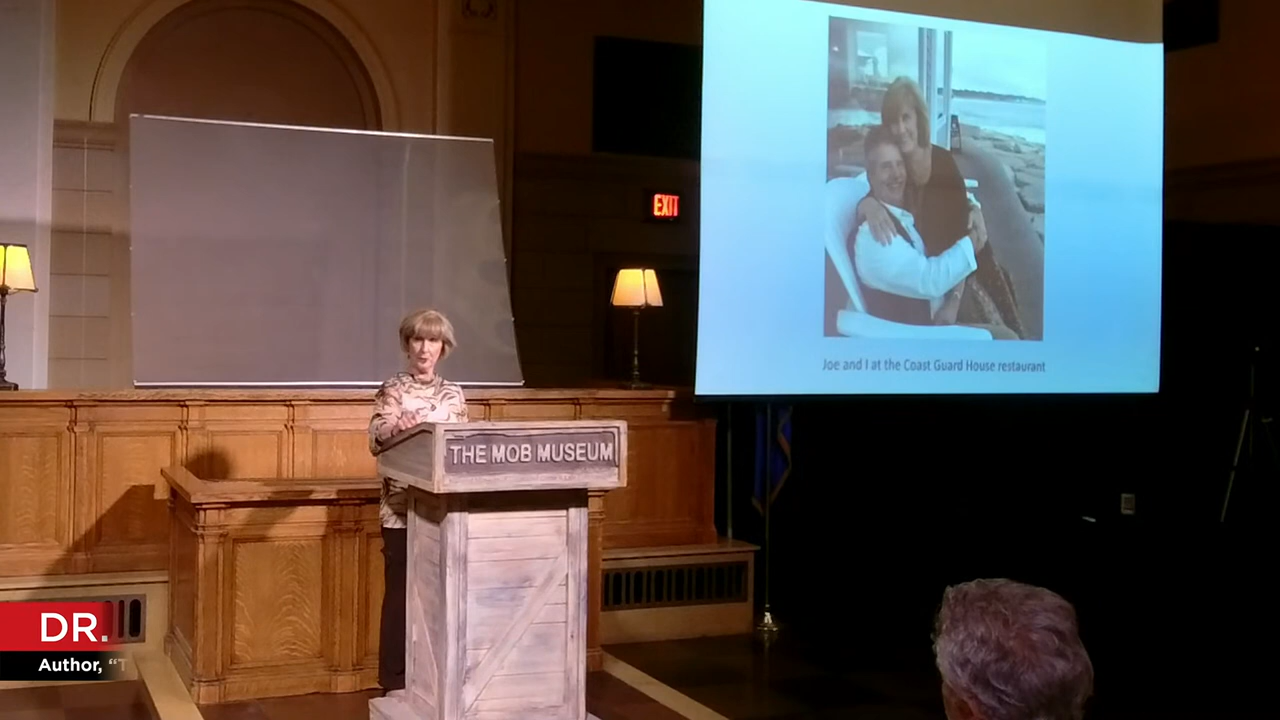 EXIT
Joe and I at the Coast Guard House restaurant
THE MOB MUSEUM
DR.
Author, “T